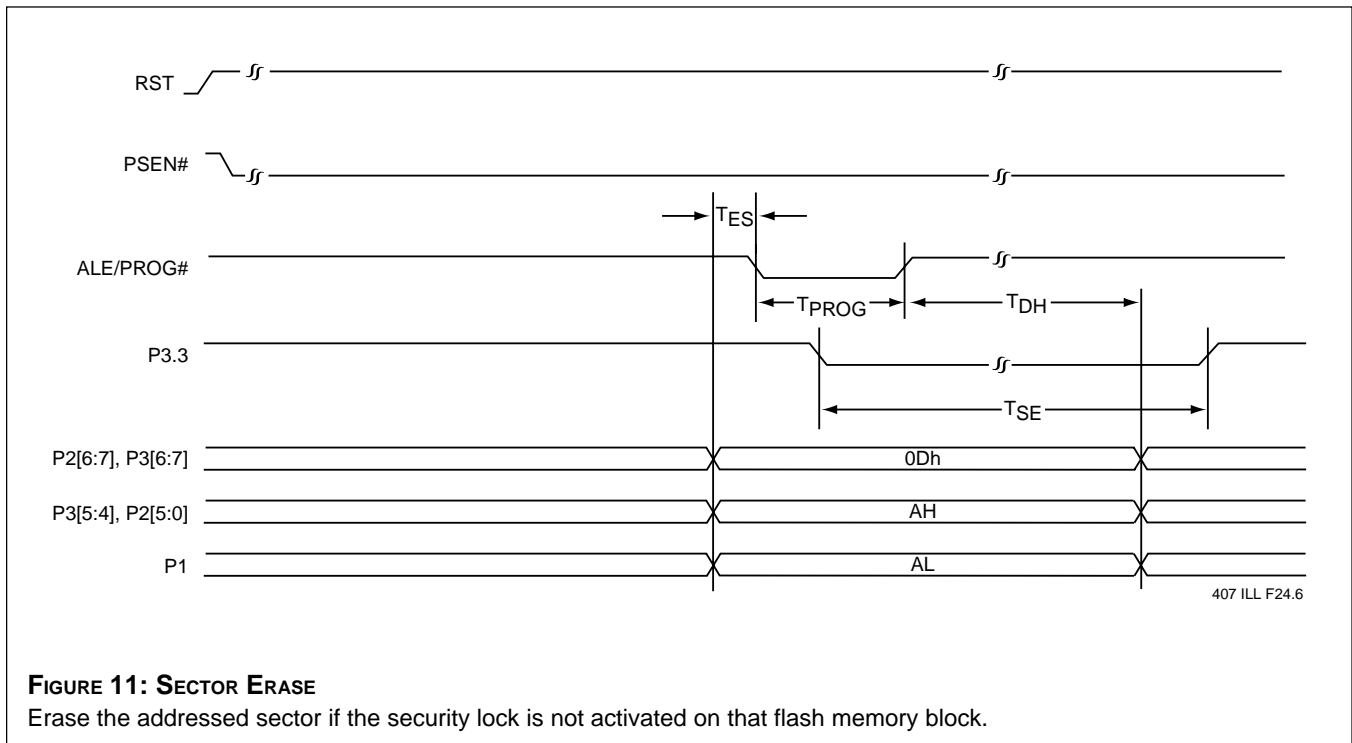 RST
PSEN#
TES
ALE/PROG#
TPROG
TDH
P3.3
TSE
P2[6:7], P3[6:7]
0Dh
P3[5:4], P2[5:0]
AH
P1
AL
407 ILL F24.6
FIGURE 11: SECTOR ERASE
Erase the addressed sector if the security lock is not activated on that flash memory block.